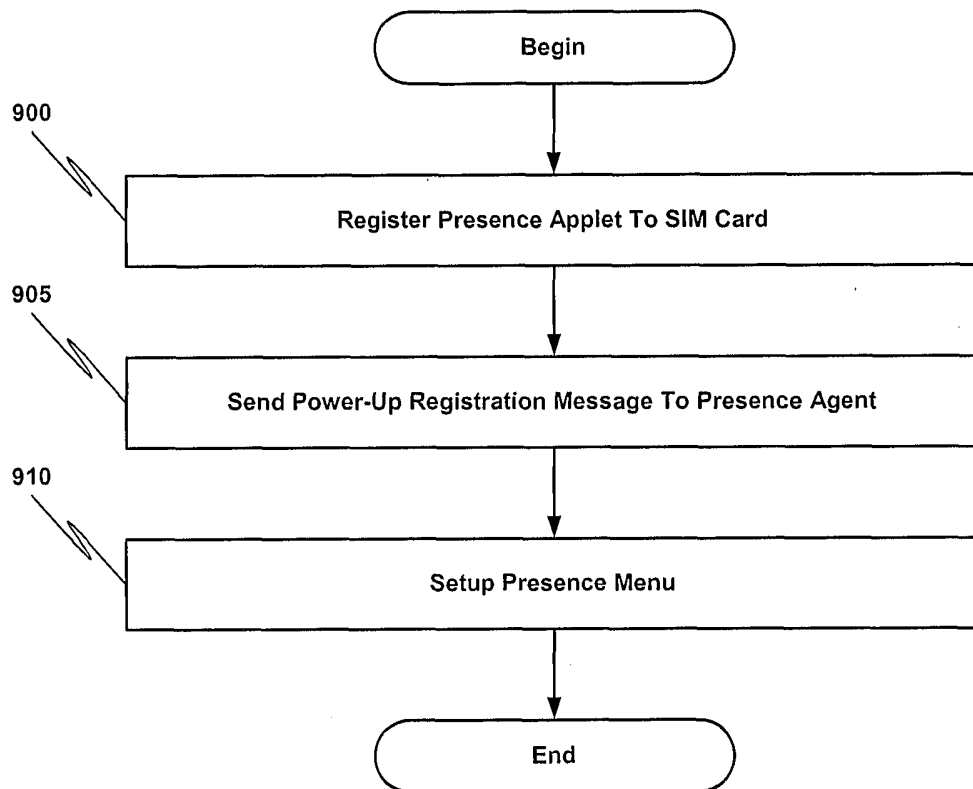 Begin
900
Register Presence Applet To SIM Card
905
Send Power-Up Registration Message To Presence Agent
910
Setup Presence Menu
End